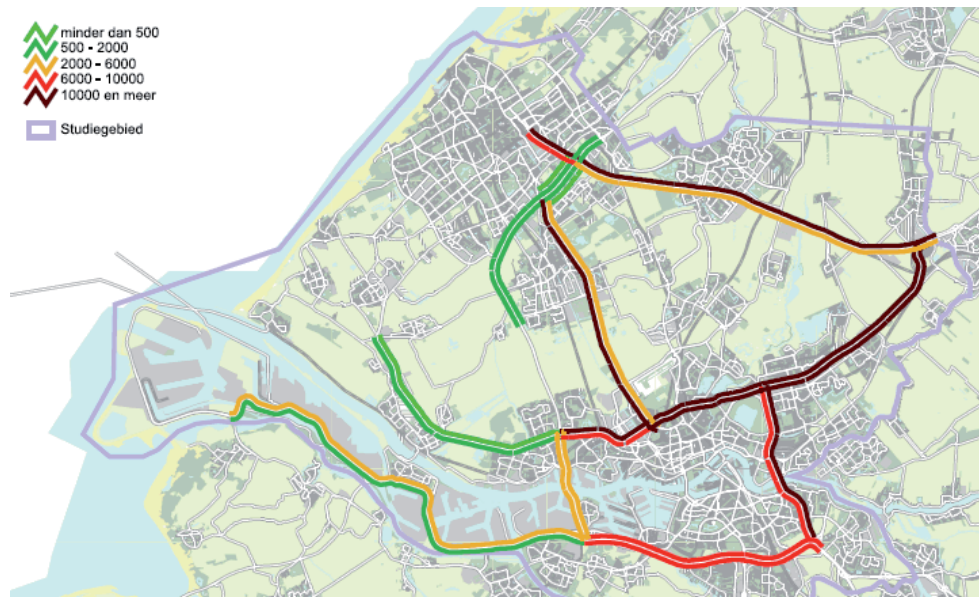 minder dan 500
500 - 2000
2000 - 6000
6000 - 10000
10000 en meer
Studiegebied